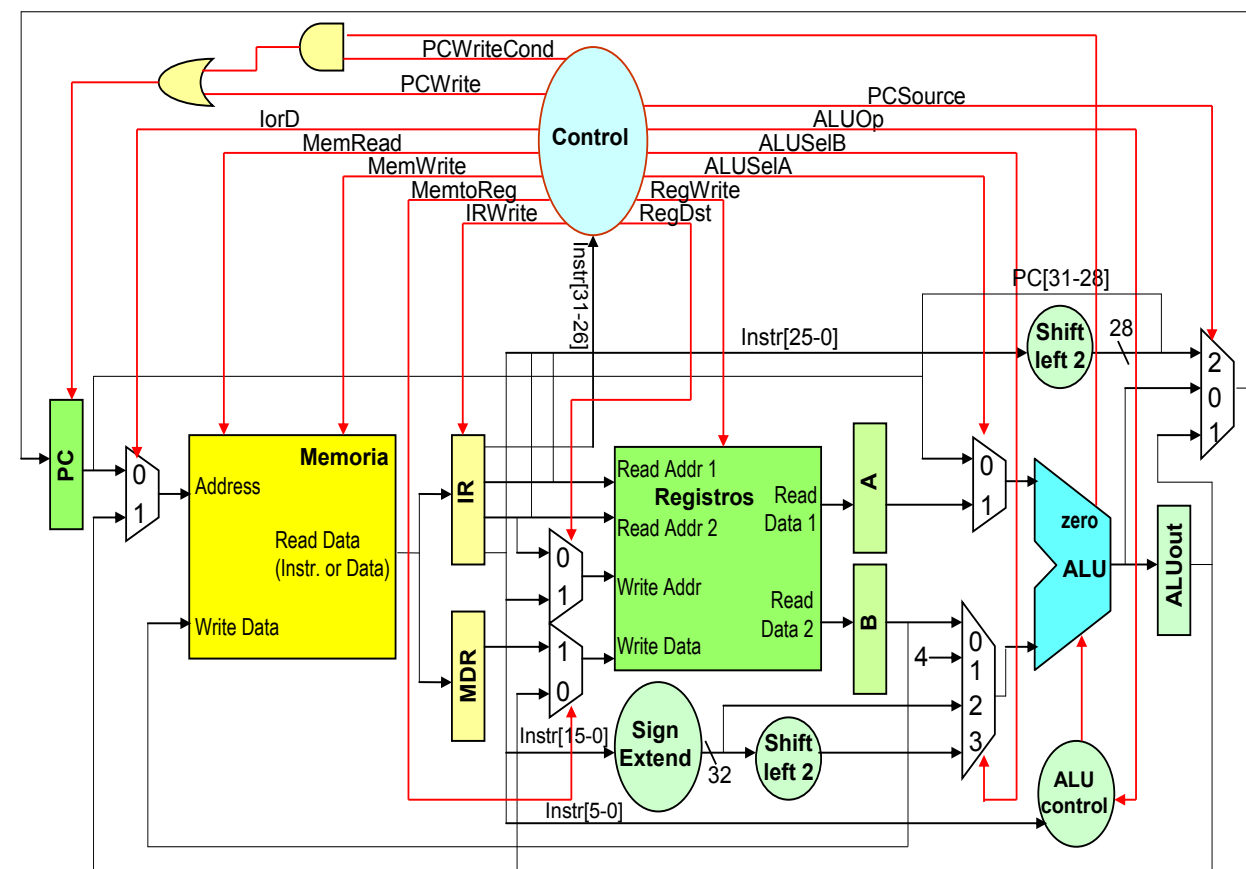 PCWriteCond
PCWrite
PCSource
IorD
ALUOp
Control
MemRead
ALUSelB
MemWrite
ALUSelA
MemtoReg
RegWrite
IRWrite
RegDst
Instr[31-26]
PC[31-28]
Instr[25-0]
Shift
left 2
28
2
0
1
PC
0
1
Memoria
Address
Read Data
(Instr. or Data)
Write Data
IR
MDR
0
1
1
0
Read Addr 1
Registros
Read
Data 1
Read Addr 2
Write Addr
Read
Data 2
Write Data
A
B
0
1
4
0
1
2
3
zero
ALU
ALUout
Instr[15-0]
Sign
Extend
32
Shift
left 2
ALU
control
Instr[5-0]